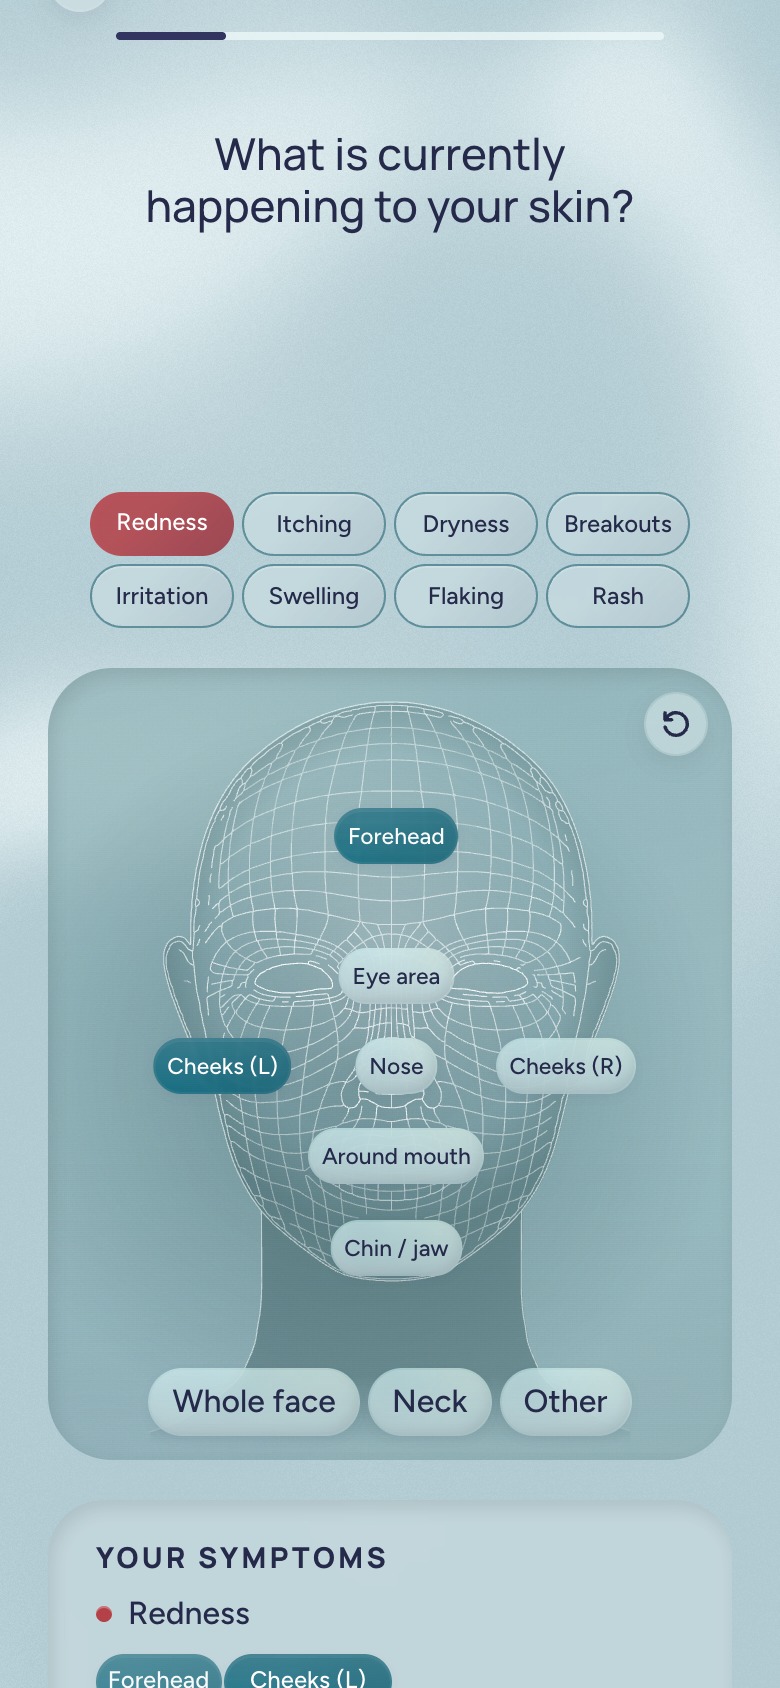 What is currently
happening to your skin?
Redness Itching Dryness Breakouts
Irritation Swelling Flaking Rash
Forehead
Eye area
Cheeks (L) Nose Cheeks (R)
Around mouth
Chin / jaw
Whole face Neck Other
YOUR SYMPTOMS
Redness
Forehead Cheeks (L)